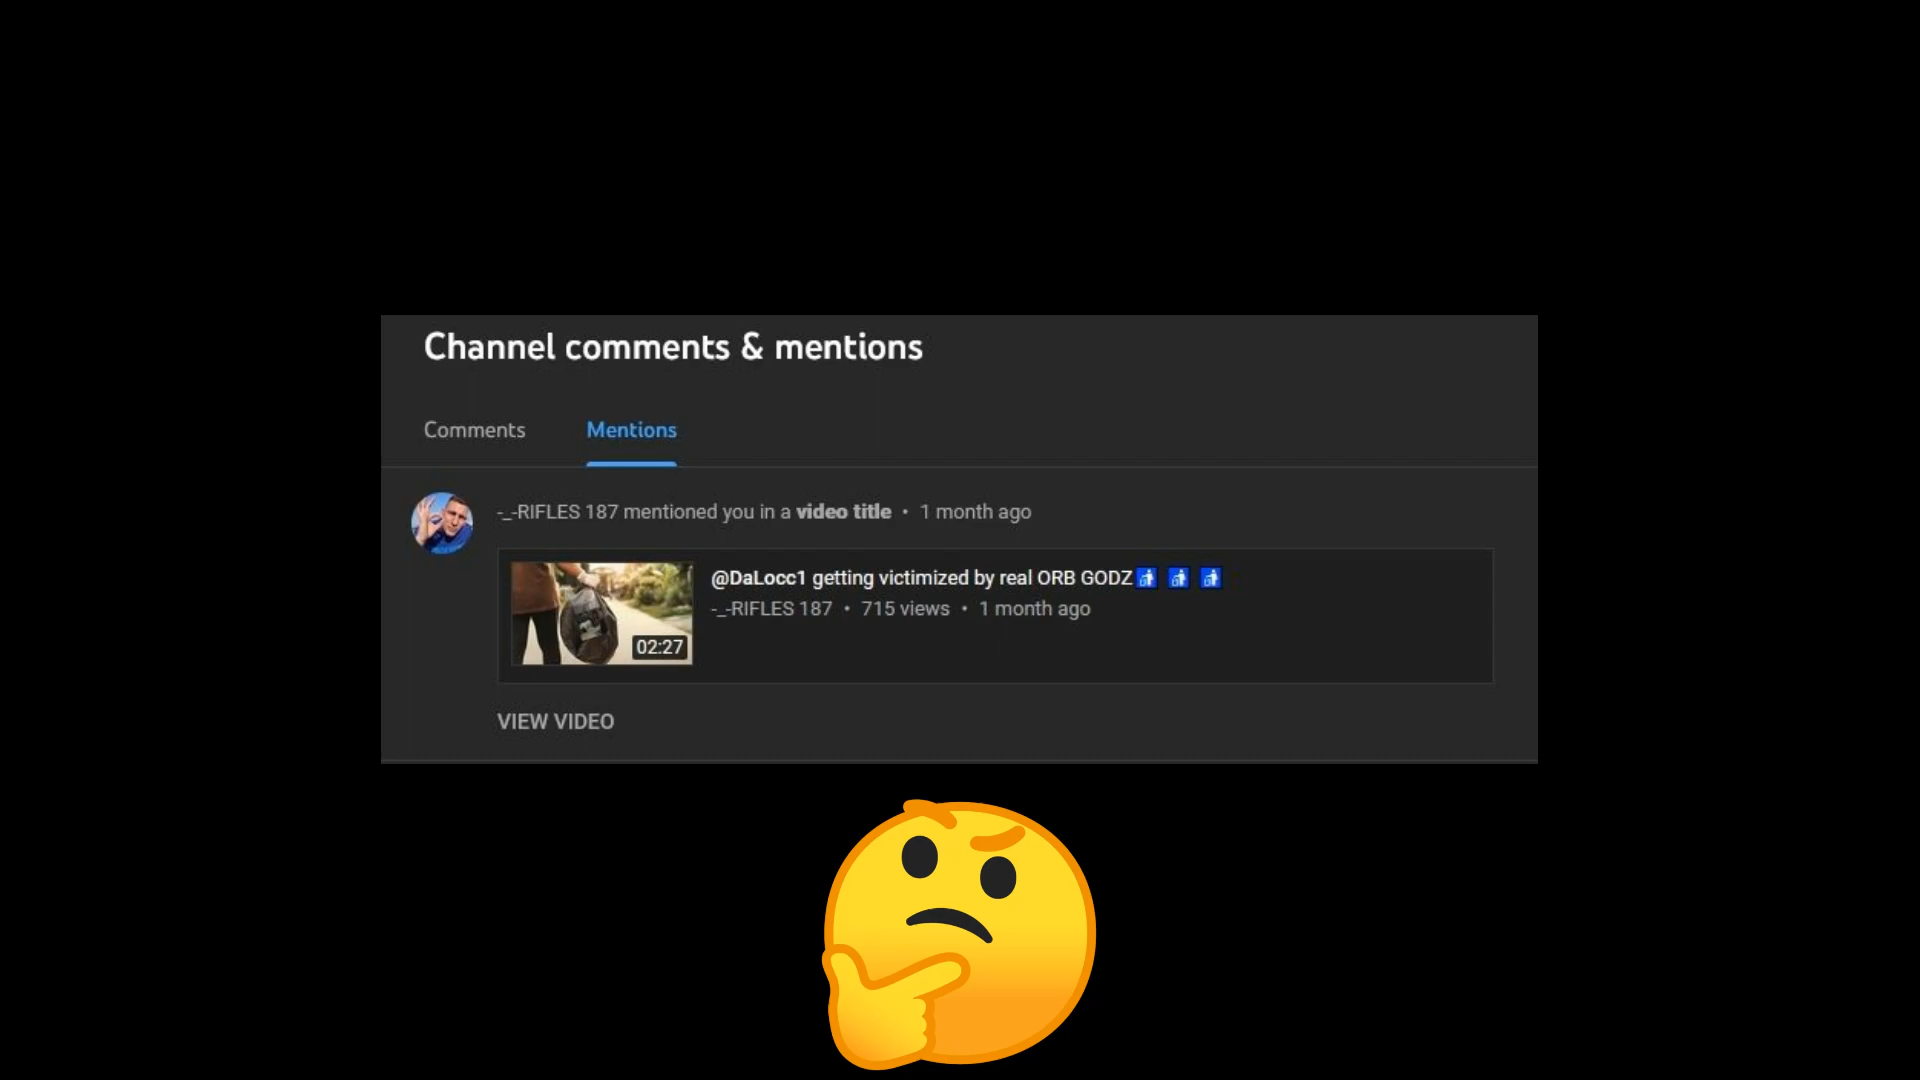 Channel comments & mentions
Comments Mentions
-_-RIFLES 187 mentioned you in a video title • 1 month ago
@DaLocc1 getting victimized by real ORB GODZ🚮 🚮 🚮
-_-RIFLES 187 • 715 views • 1 month ago
02:27
VIEW VIDEO